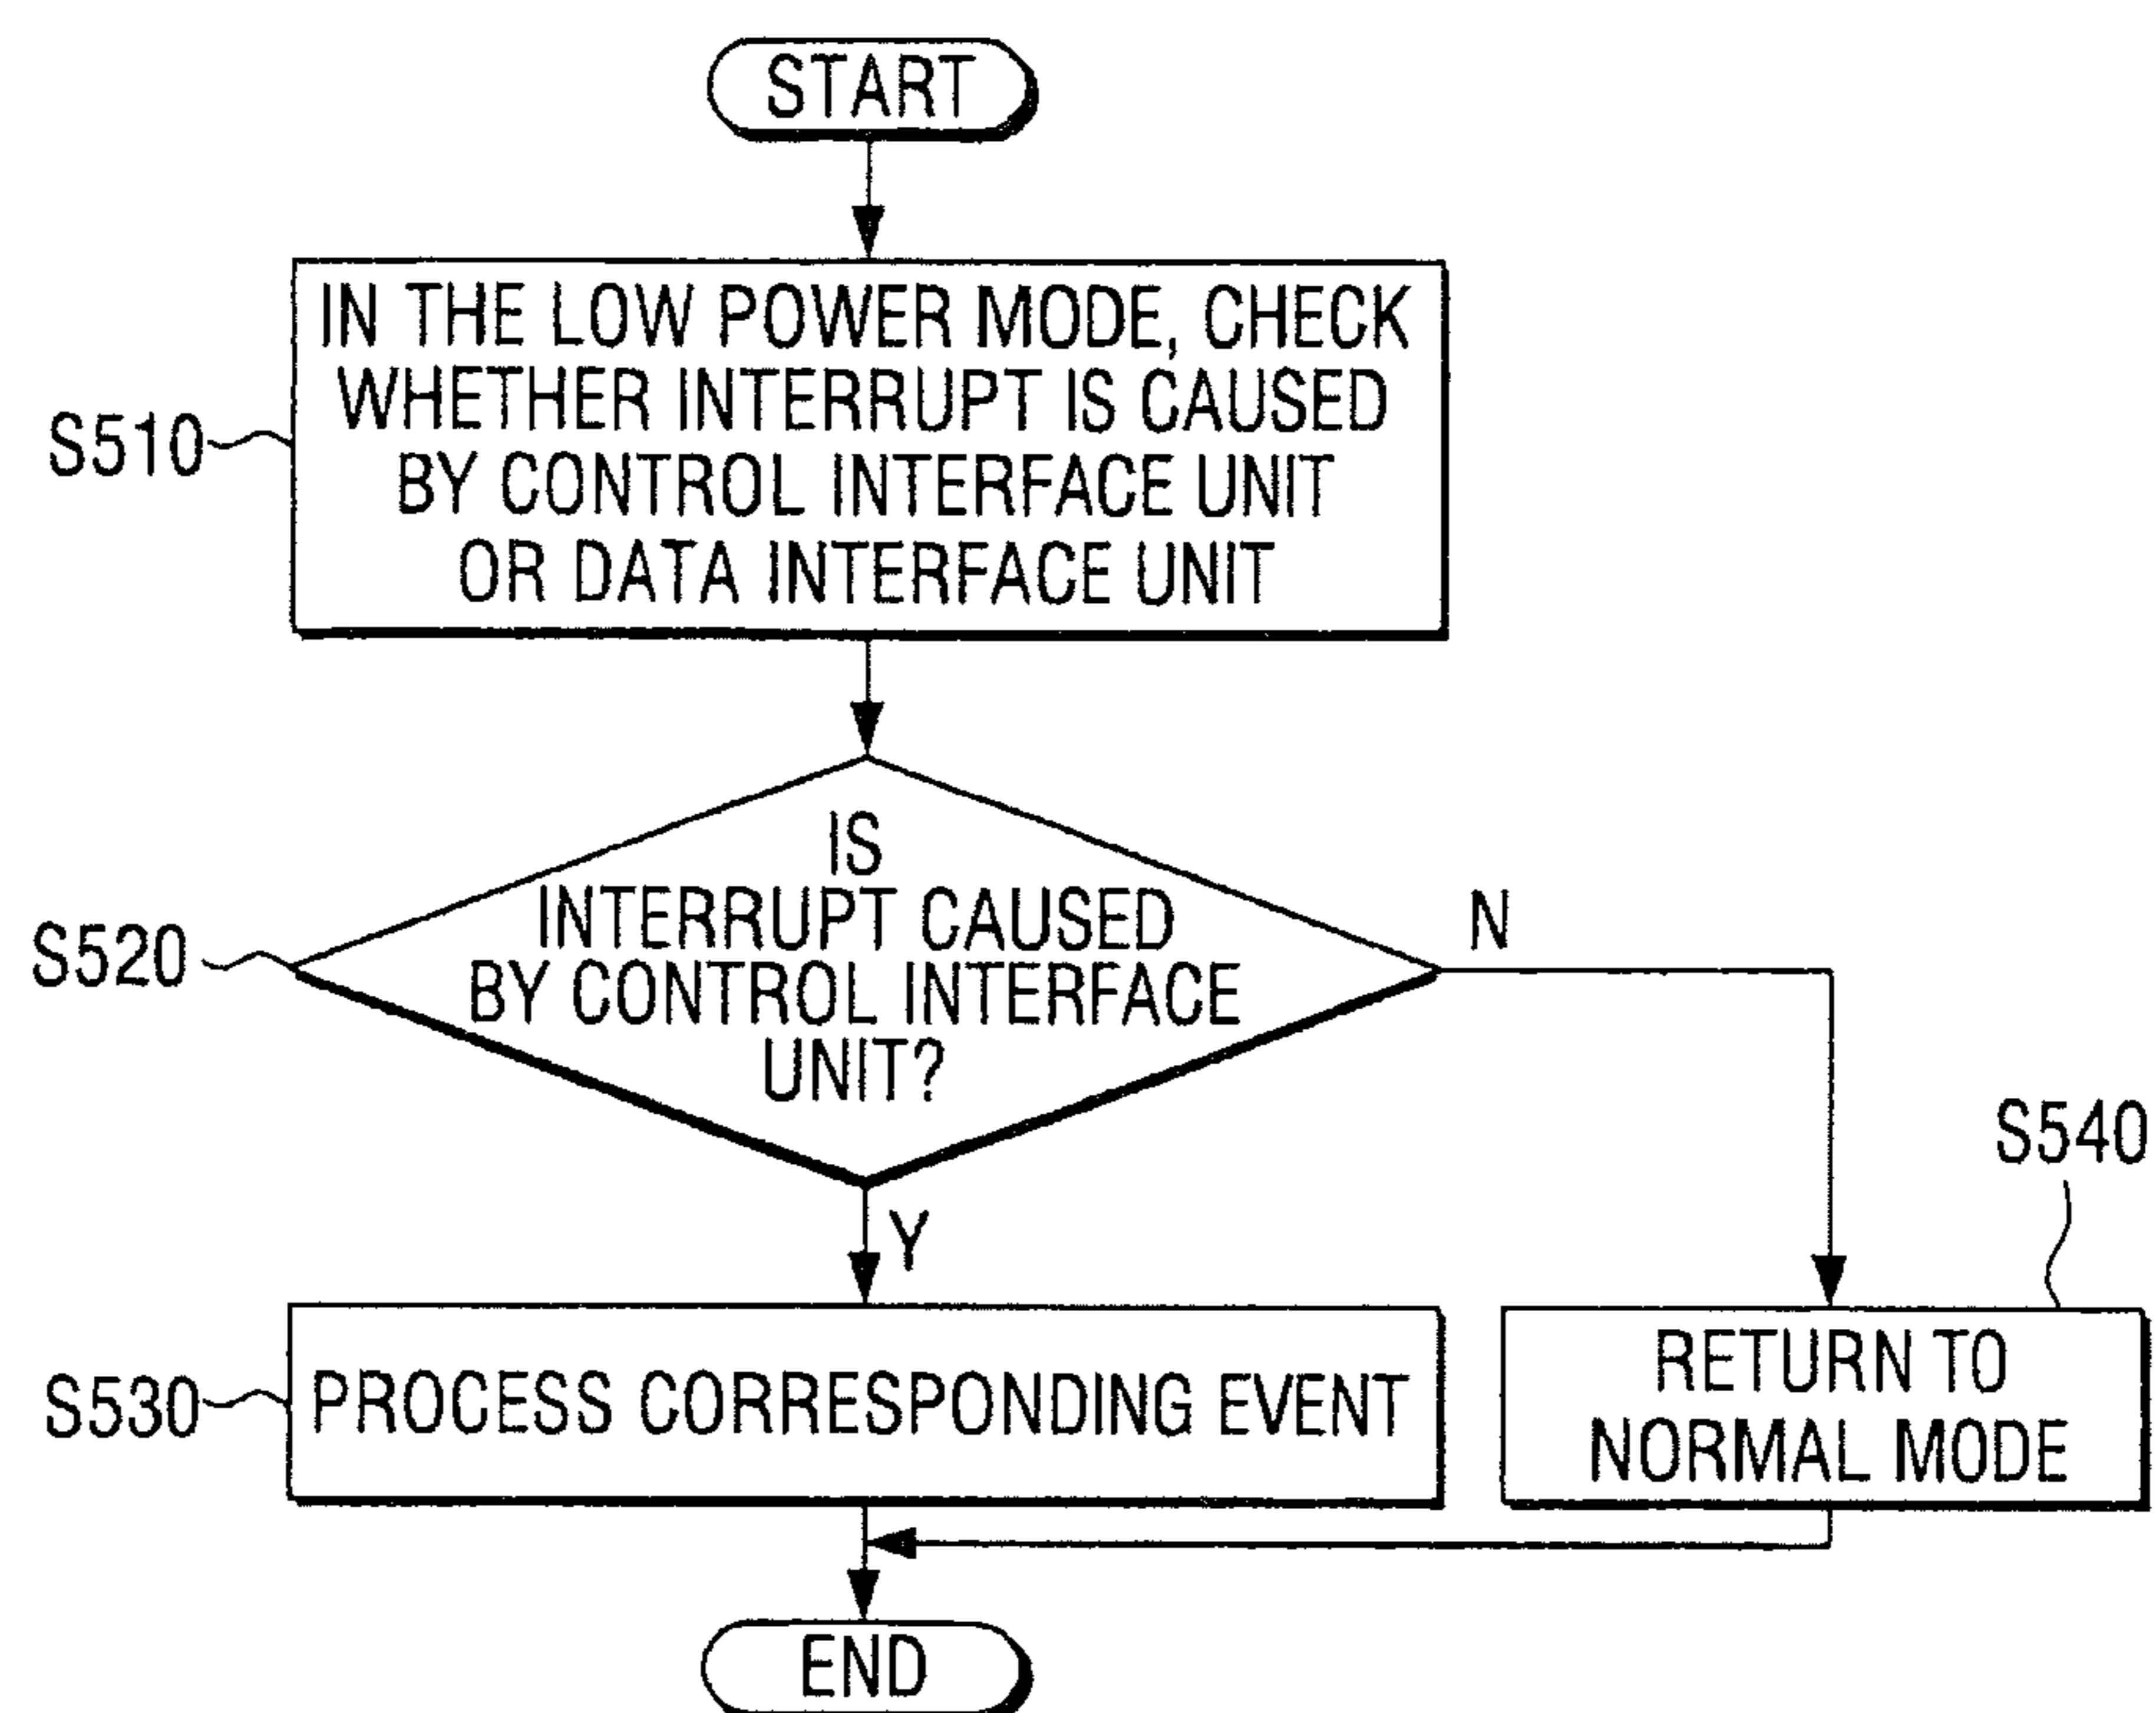 START
IN THE LOW POWER MODE, CHECK
WHETHER INTERRUPT IS CAUSED
BY CONTROL INTERFACE UNIT
OR DATA INTERFACE UNIT
S510
IS
INTERRUPT CAUSED
BY CONTROL INTERFACE
UNIT?
S520
N
Y
S540
S530
PROCESS CORRESPONDING EVENT
RETURN TO
NORMAL MODE
END